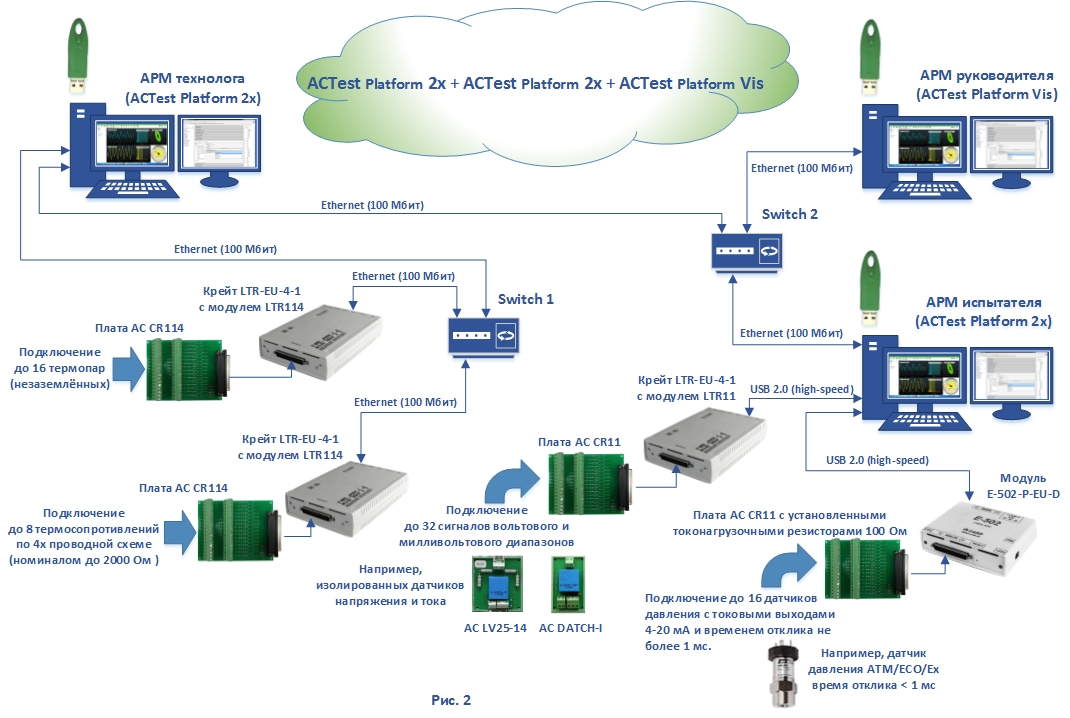 ACTest Platform 2x + ACTest Platform 2x + ACTest Platform Vis
АРМ технолога
(ACTest Platform 2x)
АРМ руководителя
(ACTest Platform Vis)
Ethernet (100 Мбит)
Ethernet (100 Мбит)
Switch 2
Ethernet (100 Мбит)
Ethernet (100 Мбит)
Крейт LTR-EU-4-1
с модулем LTR114
Switch 1
АРМ испытателя
(ACTest Platform 2x)
Ethernet (100 Мбит)
Плата AC CR114
Подключение
до 16 термопар
(незаземлённых)
Ethernet (100 Мбит)
Крейт LTR-EU-4-1
с модулем LTR11
USB 2.0 (high-speed)
Крейт LTR-EU-4-1
с модулем LTR114
Плата AC CR11
USB 2.0 (high-speed)
Модуль
E-502-P-EU-D
E-502
Плата AC CR114
Подключение
до 8 термосопротивлений
по 4х проводной схеме
(номиналом до 2000 Ом )
Подключение
до 32 сигналов вольтового и
милливольтового диапазонов
Например,
изолированных датчиков
напряжения и тока
AC LV25-14
AC DATCH-I
Плата AC CR11 с установленными
токонагрузочными резисторами 100 Ом
Подключение до 16 датчиков
давления с токовыми выходами
4-20 мА и временем отклика не
более 1 мс.
Например, датчик
давления ATM/ECO/Ex
время отклика < 1 мс
Рис. 2